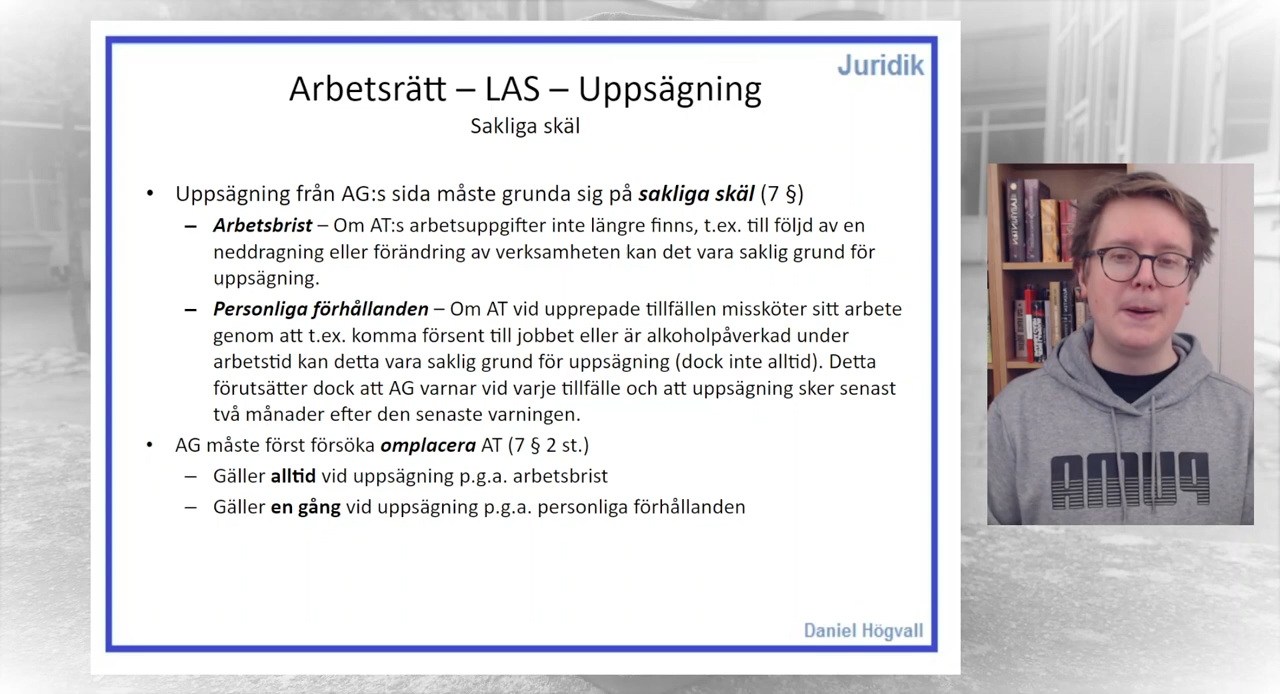 Juridik
Arbetsrätt – LAS – Uppsägning
Sakliga skäl
• Uppsägning från AG:s sida måste grunda sig på sakliga skäl (7 §)
– Arbetsbrist – Om AT:s arbetsuppgifter inte längre finns, t.ex. till följd av en
neddragning eller förändring av verksamheten kan det vara saklig grund för
uppsägning.
– Personliga förhållanden – Om AT vid upprepade tillfällen missköter sitt arbete
genom att t.ex. komma försent till jobbet eller är alkoholpåverkad under
arbetstid kan detta vara saklig grund för uppsägning (dock inte alltid). Detta
förutsätter dock att AG varnar vid varje tillfälle och att uppsägning sker senast
två månader efter den senaste varningen.
• AG måste först försöka omplacera AT (7 § 2 st.)
– Gäller alltid vid uppsägning p.g.a. arbetsbrist
– Gäller en gång vid uppsägning p.g.a. personliga förhållanden
Daniel Högvall